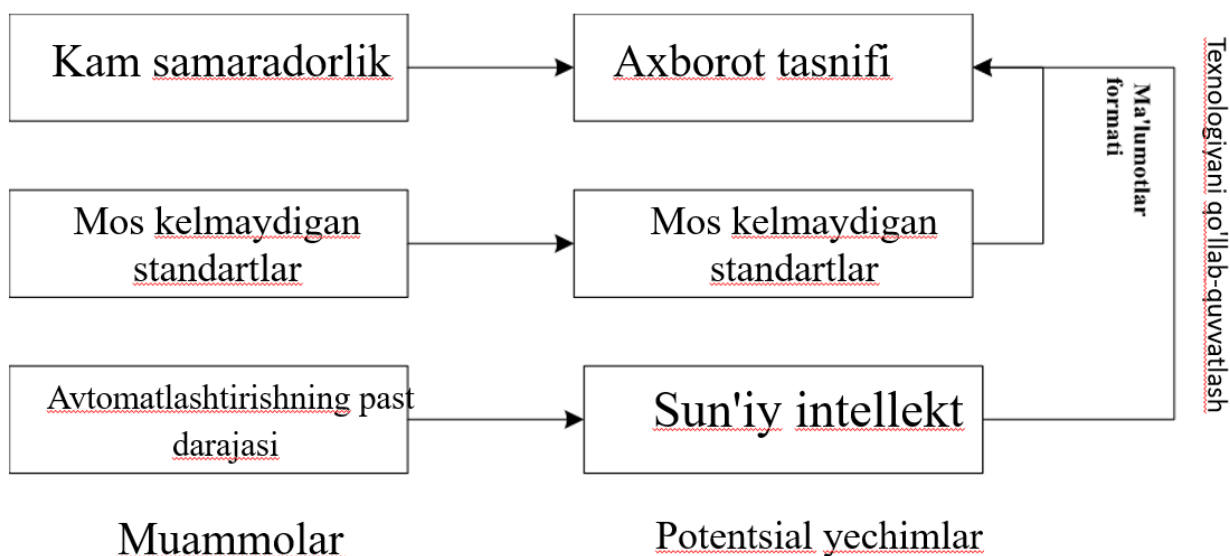 Kam samaradorlik
Axborot tasnifi
Mos kelmaydigan
standartlar
Mos kelmaydigan
standartlar
Avtomatlashtirishning past
darajasi
Sun'iy intellekt
Ma'lumotlar
formati
Texnologiyani qo'llab-quvvatlash
Muammolar
Potentsial yechimlar